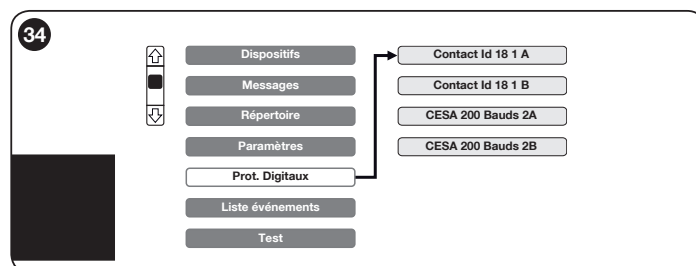 34
Dispositifs
Messages
Répertoire
Paramètres
Prot. Digitaux
Liste événements
Test
Contact Id 18 1 A
Contact Id 18 1 B
CESA 200 Bauds 2A
CESA 200 Bauds 2B